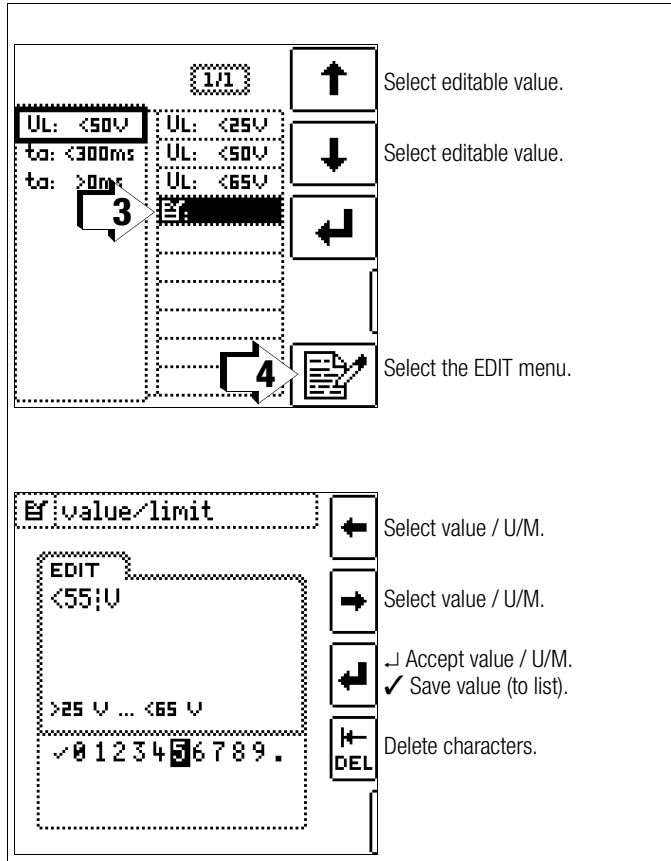 1/1
Select editable value.
UL: <50V UL: <25V
ta: <300ms UL: <50V
Select editable value.
ta: >0ms UL: <65V
3
4
Select the EDIT menu.
value/limit
Select value / U/M.
EDIT
<55¦V
Select value / U/M.
↵ Accept value / U/M.
✓ Save value (to list).
>25 V ... <65 V
✓0123456789.
DEL
Delete characters.